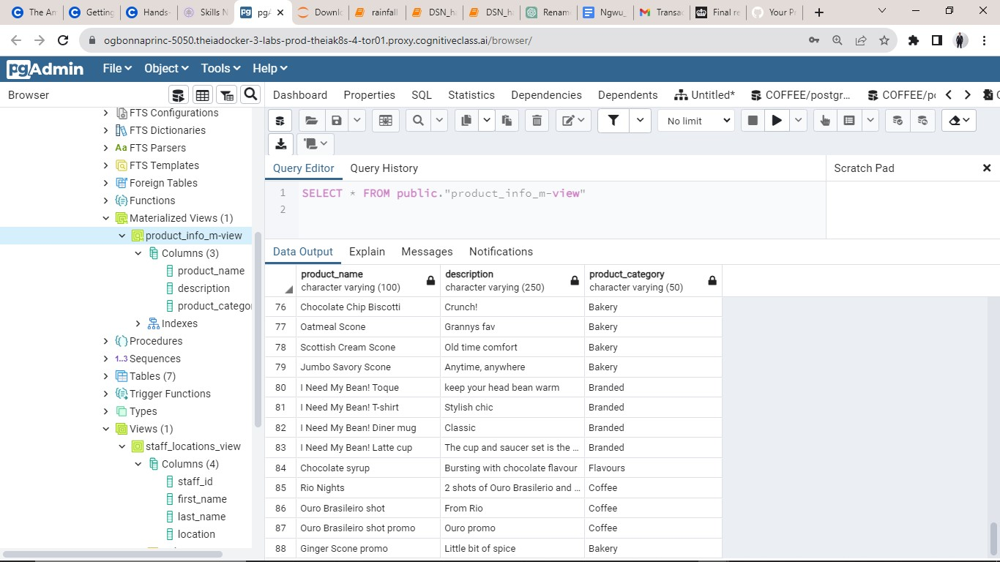 The An
Getting
Hands-
Skills N
pgA
Downl
rainfall
DSN_ha
DSN_ha
Renam
Ngwu_
Transac
Final re
Your P
ogbonnaprinc-5050.theiadocker-3-labs-prod-theiak8s-4-tor01.proxy.cognitiveclass.ai/browser/
pgAdmin File Object Tools Help
Browser
Dashboard Properties SQL Statistics Dependencies Dependents Untitled* COFFEE/postgr... COFFEE/po
FTS Configurations
FTS Dictionaries
Aa FTS Parsers
FTS Templates
Foreign Tables
Functions
Materialized Views (1)
product_info_m-view
Columns (3)
product_name
description
product_catego
Indexes
Procedures
1..3 Sequences
Tables (7)
Trigger Functions
Types
Views (1)
staff_locations_view
Columns (4)
staff_id
first_name
last_name
location
No limit
Query Editor Query History
Scratch Pad
1 SELECT * FROM public."product_info_m-view"
2
Data Output Explain Messages Notifications
product_name description product_category
character varying (100) character varying (250) character varying (50)
76 Chocolate Chip Biscotti Crunch! Bakery
77 Oatmeal Scone Grannys fav Bakery
78 Scottish Cream Scone Old time comfort Bakery
79 Jumbo Savory Scone Anytime, anywhere Bakery
80 I Need My Bean! Toque keep your head bean warm Branded
81 I Need My Bean! T-shirt Stylish chic Branded
82 I Need My Bean! Diner mug Classic Branded
83 I Need My Bean! Latte cup The cup and saucer set is the ... Branded
84 Chocolate syrup Bursting with chocolate flavour Flavours
85 Rio Nights 2 shots of Ouro Brasilerio and ... Coffee
86 Ouro Brasileiro shot From Rio Coffee
87 Ouro Brasileiro shot promo Ouro promo Coffee
88 Ginger Scone promo Little bit of spice Bakery